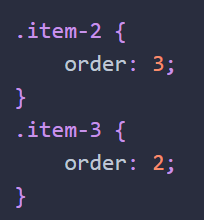 .item-2 {
    order: 3;
}
.item-3 {
    order: 2;
}